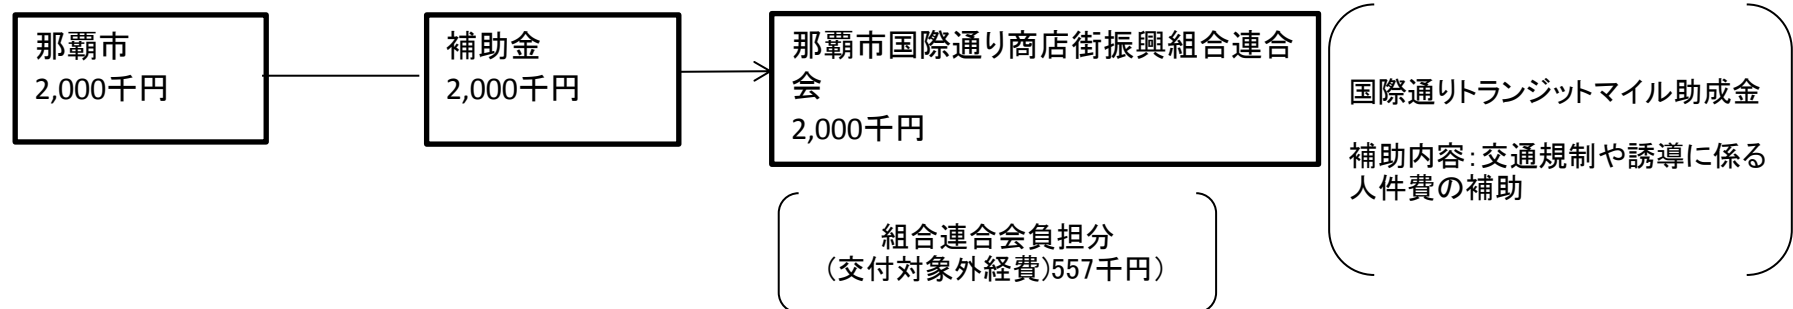 那覇市
2,000千円
補助金
2,000千円
那覇市国際通り商店街振興組合連合
会
2,000千円
国際通りトランジットマイル助成金
補助内容:交通規制や誘導に係る
人件費の補助
組合連合会負担分
(交付対象外経費)557千円)